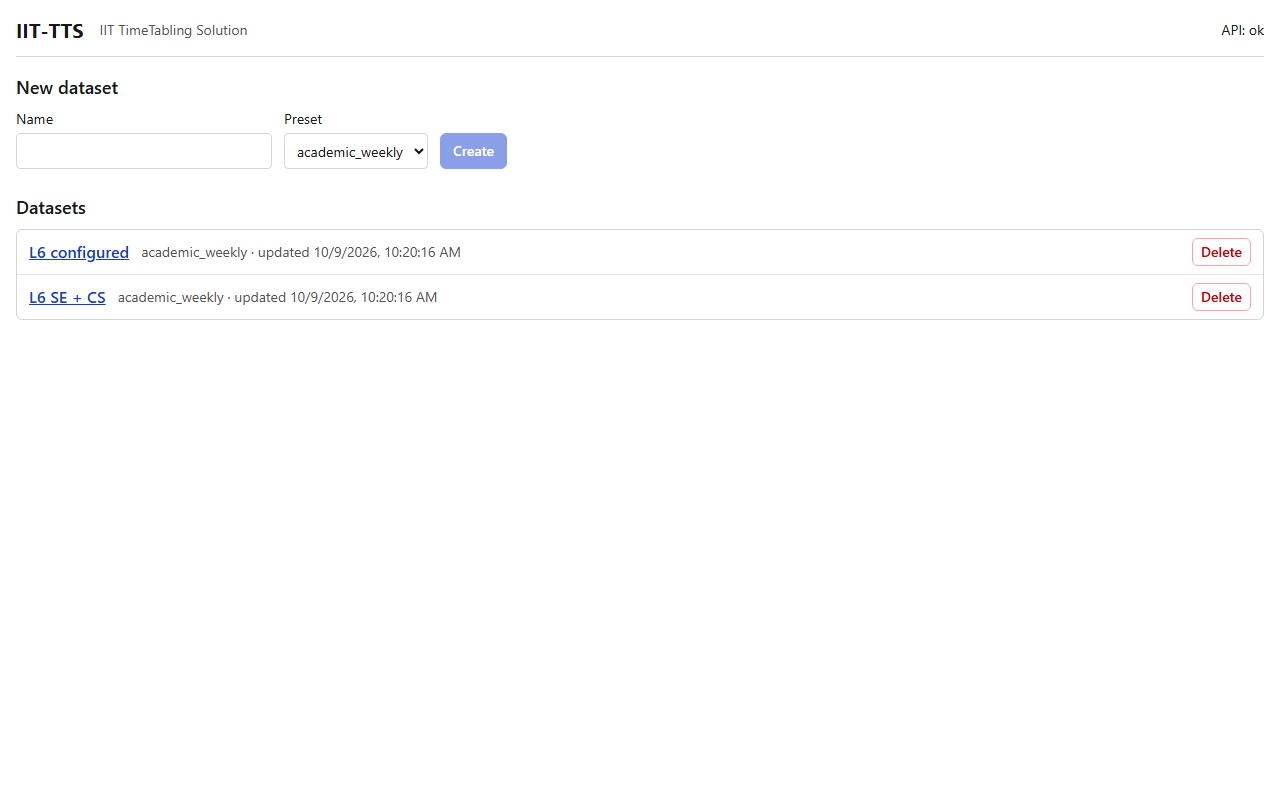 IIT-TTS IIT TimeTabling Solution API: ok
New dataset
Name Preset
academic_weekly Create
Datasets
L6 configured academic_weekly · updated 10/9/2026, 10:20:16 AM Delete
L6 SE + CS academic_weekly · updated 10/9/2026, 10:20:16 AM Delete